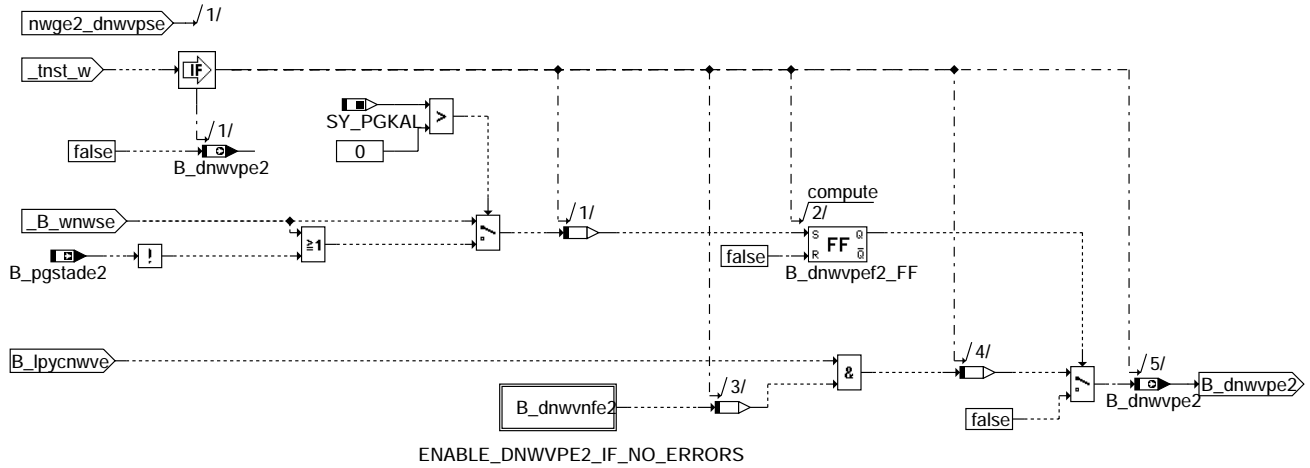 nwge2_dnwvpse
/1/
_tnst_w
IF
SY_PGKAL
>
0
/1/
false
B_dnwvpe2
_B_wnwse
/1/
compute
2/
≥1
B_pgstade2
!
S Q
FF
R Q
false
B_dnwvpef2_FF
B_lpycnwve
&
/4/
/5/
B_dnwvnfe2
/3/
B_dnwvpe2
B_dnwvpe2
false
ENABLE_DNWVPE2_IF_NO_ERRORS